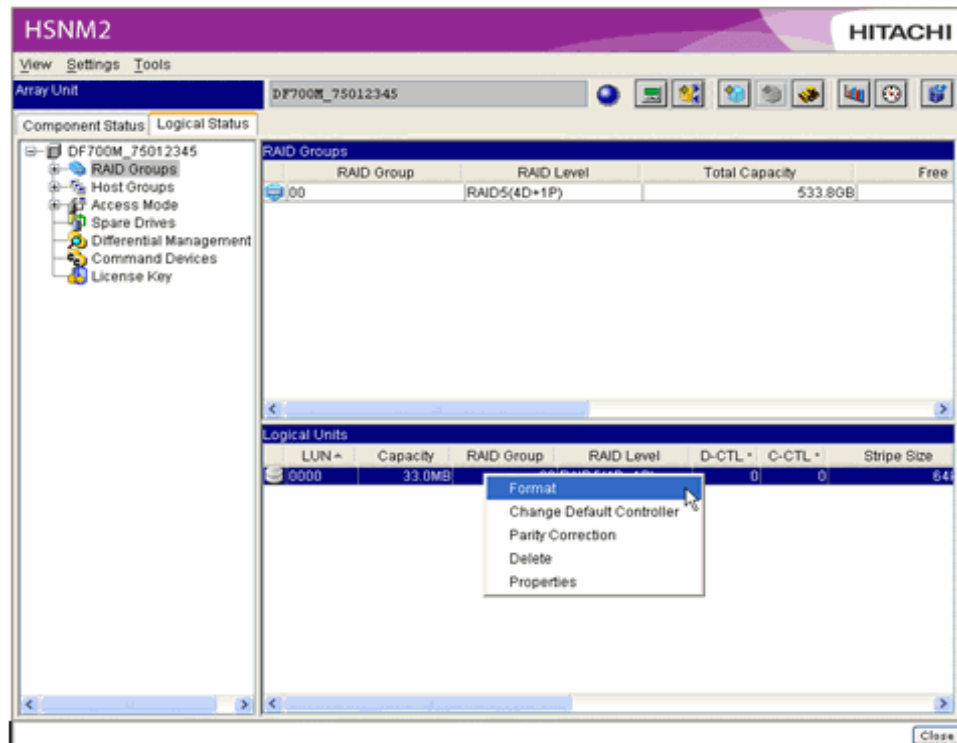 HSNM2 HITACHI
View Settings Tools
Array Unit DF700M_75012345
Component Status Logical Status
DF700M_75012345
RAID Groups
Host Groups
Access Mode
Spare Drives
Differential Management
Command Devices
License Key
RAID Groups
RAID Group RAID Level Total Capacity Free
00 RAID5(4D+1P) 533.8GB
Logical Units
LUN RAID Group Capacity RAID Level D-CTL C-CTL Stripe Size
0000 33.0MB 0 0
Format
Change Default Controller
Parity Correction
Delete
Properties
Close